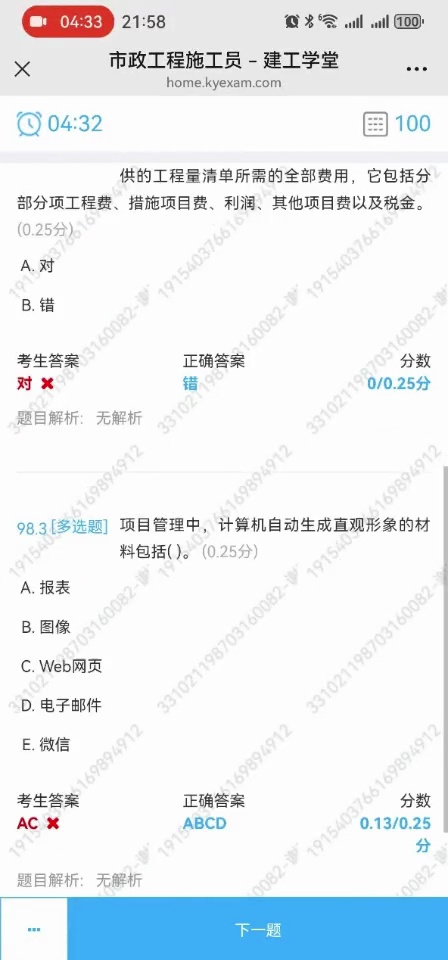 04:33 21:58 6 100
市政工程施工员 – 建工学堂
home.kyexam.com
04:32 100
供的工程量清单所需的全部费用，它包括分
部分项工程费、措施项目费、利润、其他项目费以及税金。
(0.25分)
A. 对
B. 错
考生答案 正确答案 分数
对 错 0/0.25分
题目解析: 无解析
98.3 [多选题] 项目管理中，计算机自动生成直观形象的材
料包括( )。 (0.25分)
A. 报表
B. 图像
C. Web网页
D. 电子邮件
E. 微信
考生答案 正确答案 分数
AC ABCD 0.13/0.25
分
题目解析: 无解析
下一题